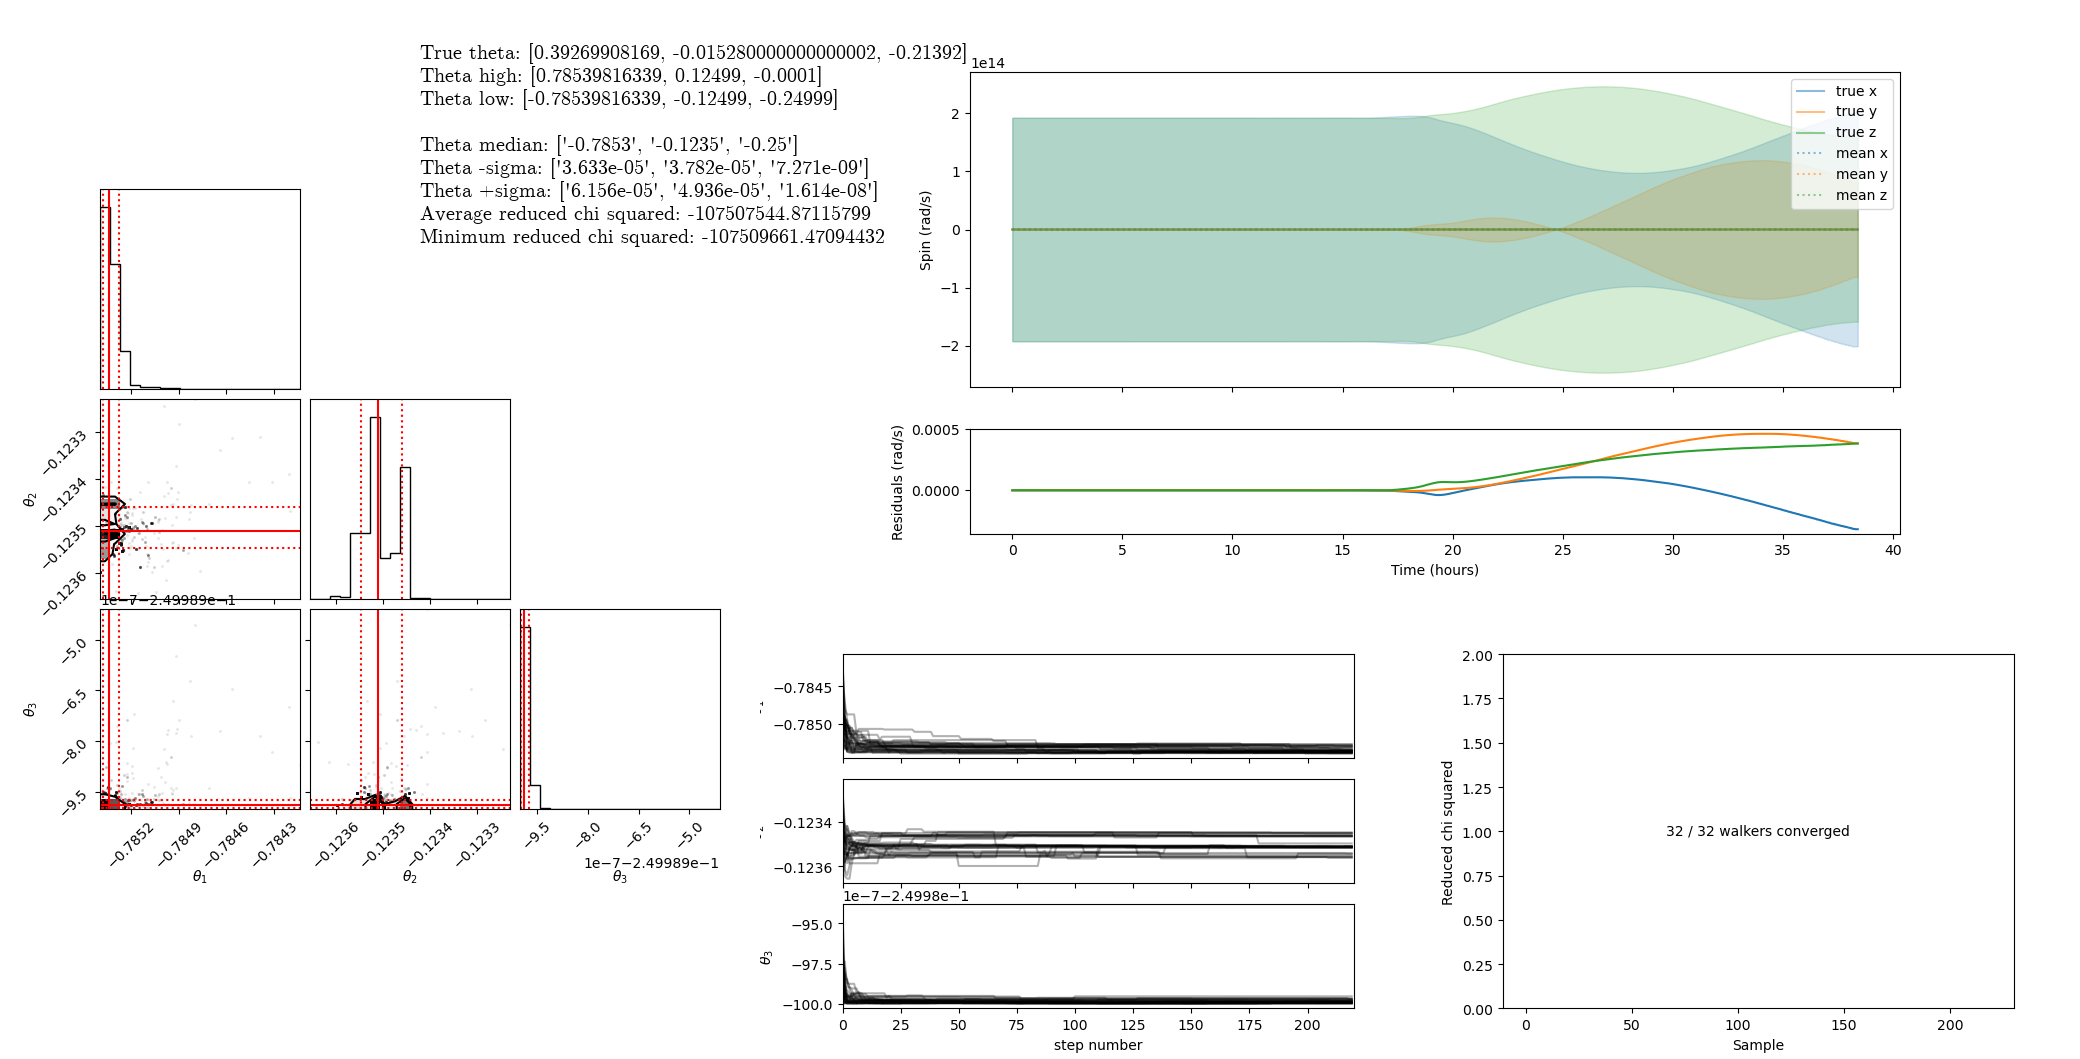 True theta: [0.39269908169, -0.015280000000000002, -0.21392]
Theta high: [0.78539816339, 0.12499, -0.0001]
Theta low: [-0.78539816339, -0.12499, -0.24999]
Theta median: ['-0.7853', '-0.1235', '-0.25']
Theta -sigma: ['3.633e-05', '3.782e-05', '7.271e-09']
Theta +sigma: ['6.156e-05', '4.936e-05', '1.614e-08']
Average reduced chi squared: -107507544.87115799
Minimum reduced chi squared: -107509661.47094432
1e14
2
1
0
−1
−2
Spin (rad/s)
true x
true y
true z
mean x
mean y
mean z
0.0005
0.0000
Residuals (rad/s)
0
5
10
15
20
25
30
35
40
Time (hours)
−0.1233
−0.1234
−0.1235
−0.1236
θ2
1e−7−2.49989e−1
−5.0
−6.5
−8.0
−9.5
θ3
−0.7852
−0.7849
−0.7846
−0.7843
θ1
−0.1236
−0.1235
−0.1234
−0.1233
θ2
−9.5
−8.0
−6.5
−5.0
1e−7−2.49989e−1
θ3
−0.7845
−0.7850
−0.1234
−0.1236
1e−7−2.4998e−1
−95.0
−97.5
−100.0
θ3
0
25
50
75
100
125
150
175
200
step number
2.00
1.75
1.50
1.25
1.00
0.75
0.50
0.25
0.00
Reduced chi squared
32 / 32 walkers converged
0
50
100
150
200
Sample